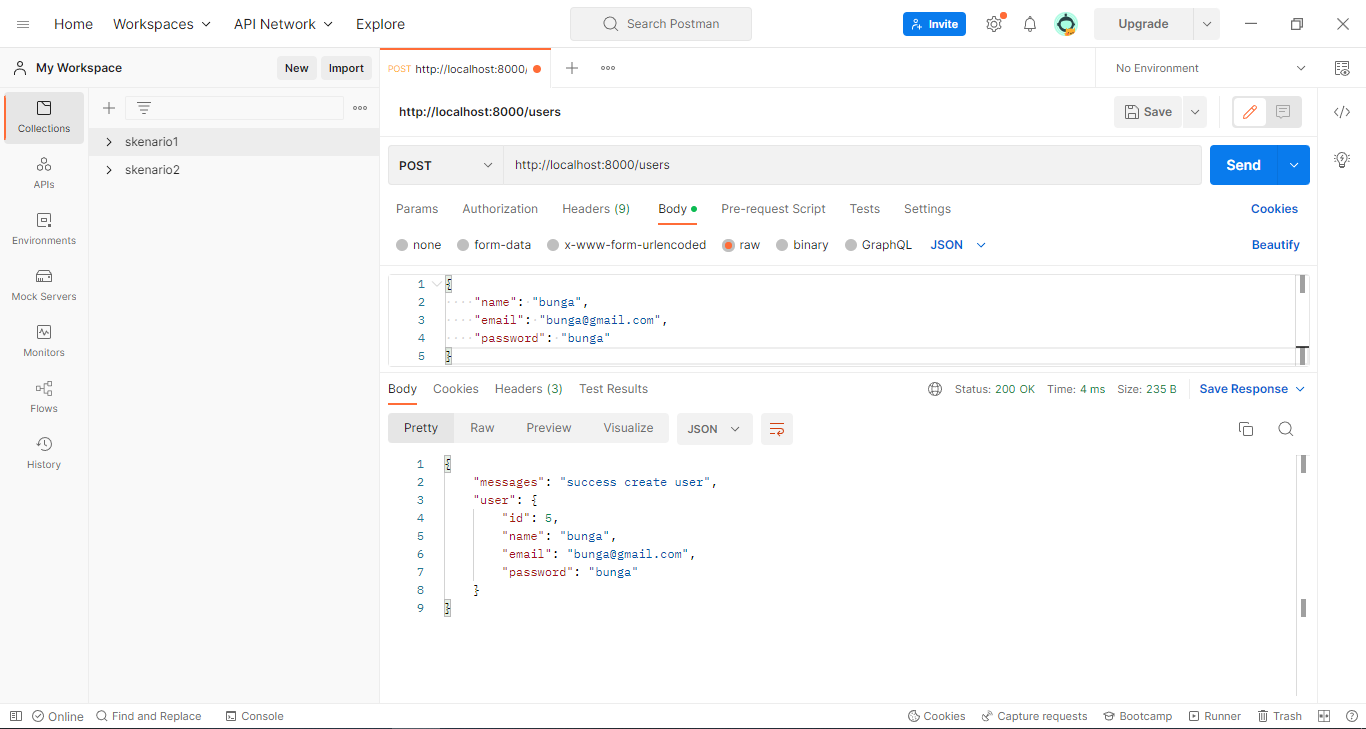 Home Workspaces API Network Explore Search Postman Invite Upgrade
My Workspace New Import POST http://localhost:8000/ No Environment
http://localhost:8000/users Save
Collections
APIs
Environments
Mock Servers
Monitors
Flows
History
skenario1
skenario2
POST http://localhost:8000/users Send
Params Authorization Headers (9) Body Pre-request Script Tests Settings Cookies
none form-data x-www-form-urlencoded raw binary GraphQL JSON Beautify
1 {
2 "name": "bunga",
3 "email": "bunga@gmail.com",
4 "password": "bunga"
5 }
Body Cookies Headers (3) Test Results Status: 200 OK Time: 4 ms Size: 235 B Save Response
Pretty Raw Preview Visualize JSON
1 {
2 "messages": "success create user",
3 "user": {
4 "id": 5,
5 "name": "bunga",
6 "email": "bunga@gmail.com",
7 "password": "bunga"
8 }
9 }
Online Find and Replace Console Cookies Capture requests Bootcamp Runner Trash